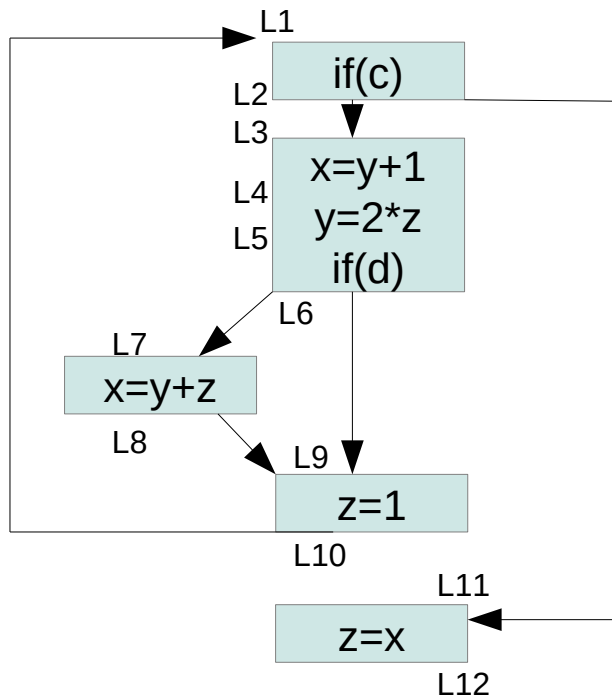 L1
if(c)
L2
L3
x=y+1
L4
y=2*z
L5
if(d)
L6
L7
x=y+z
L8
L9
z=1
L10
L11
z=x
L12